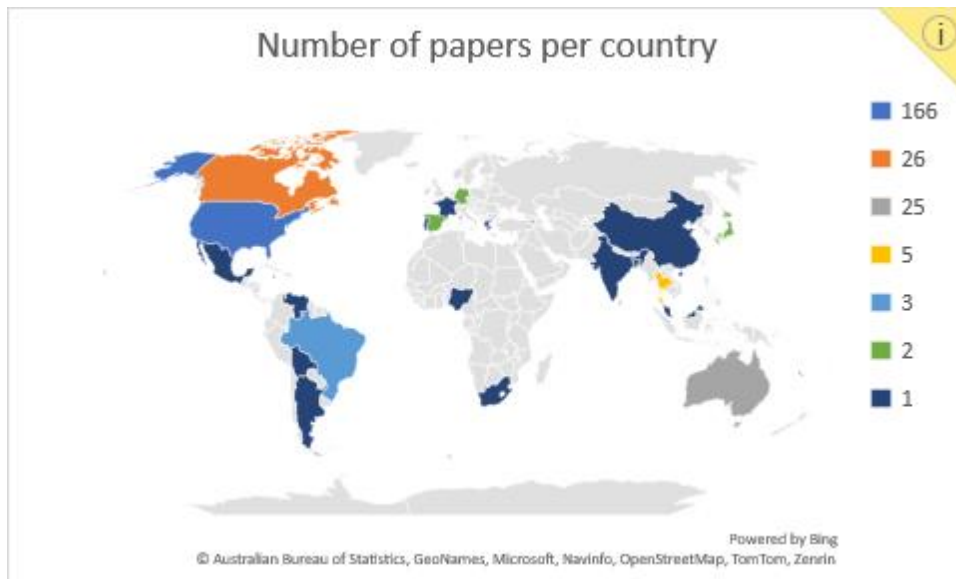 Number of papers per country
i
166
26
25
5
3
2
1
Powered by Bing
© Australian Bureau of Statistics, GeoNames, Microsoft, Navinfo, OpenStreetMap, TomTom, Zenrin